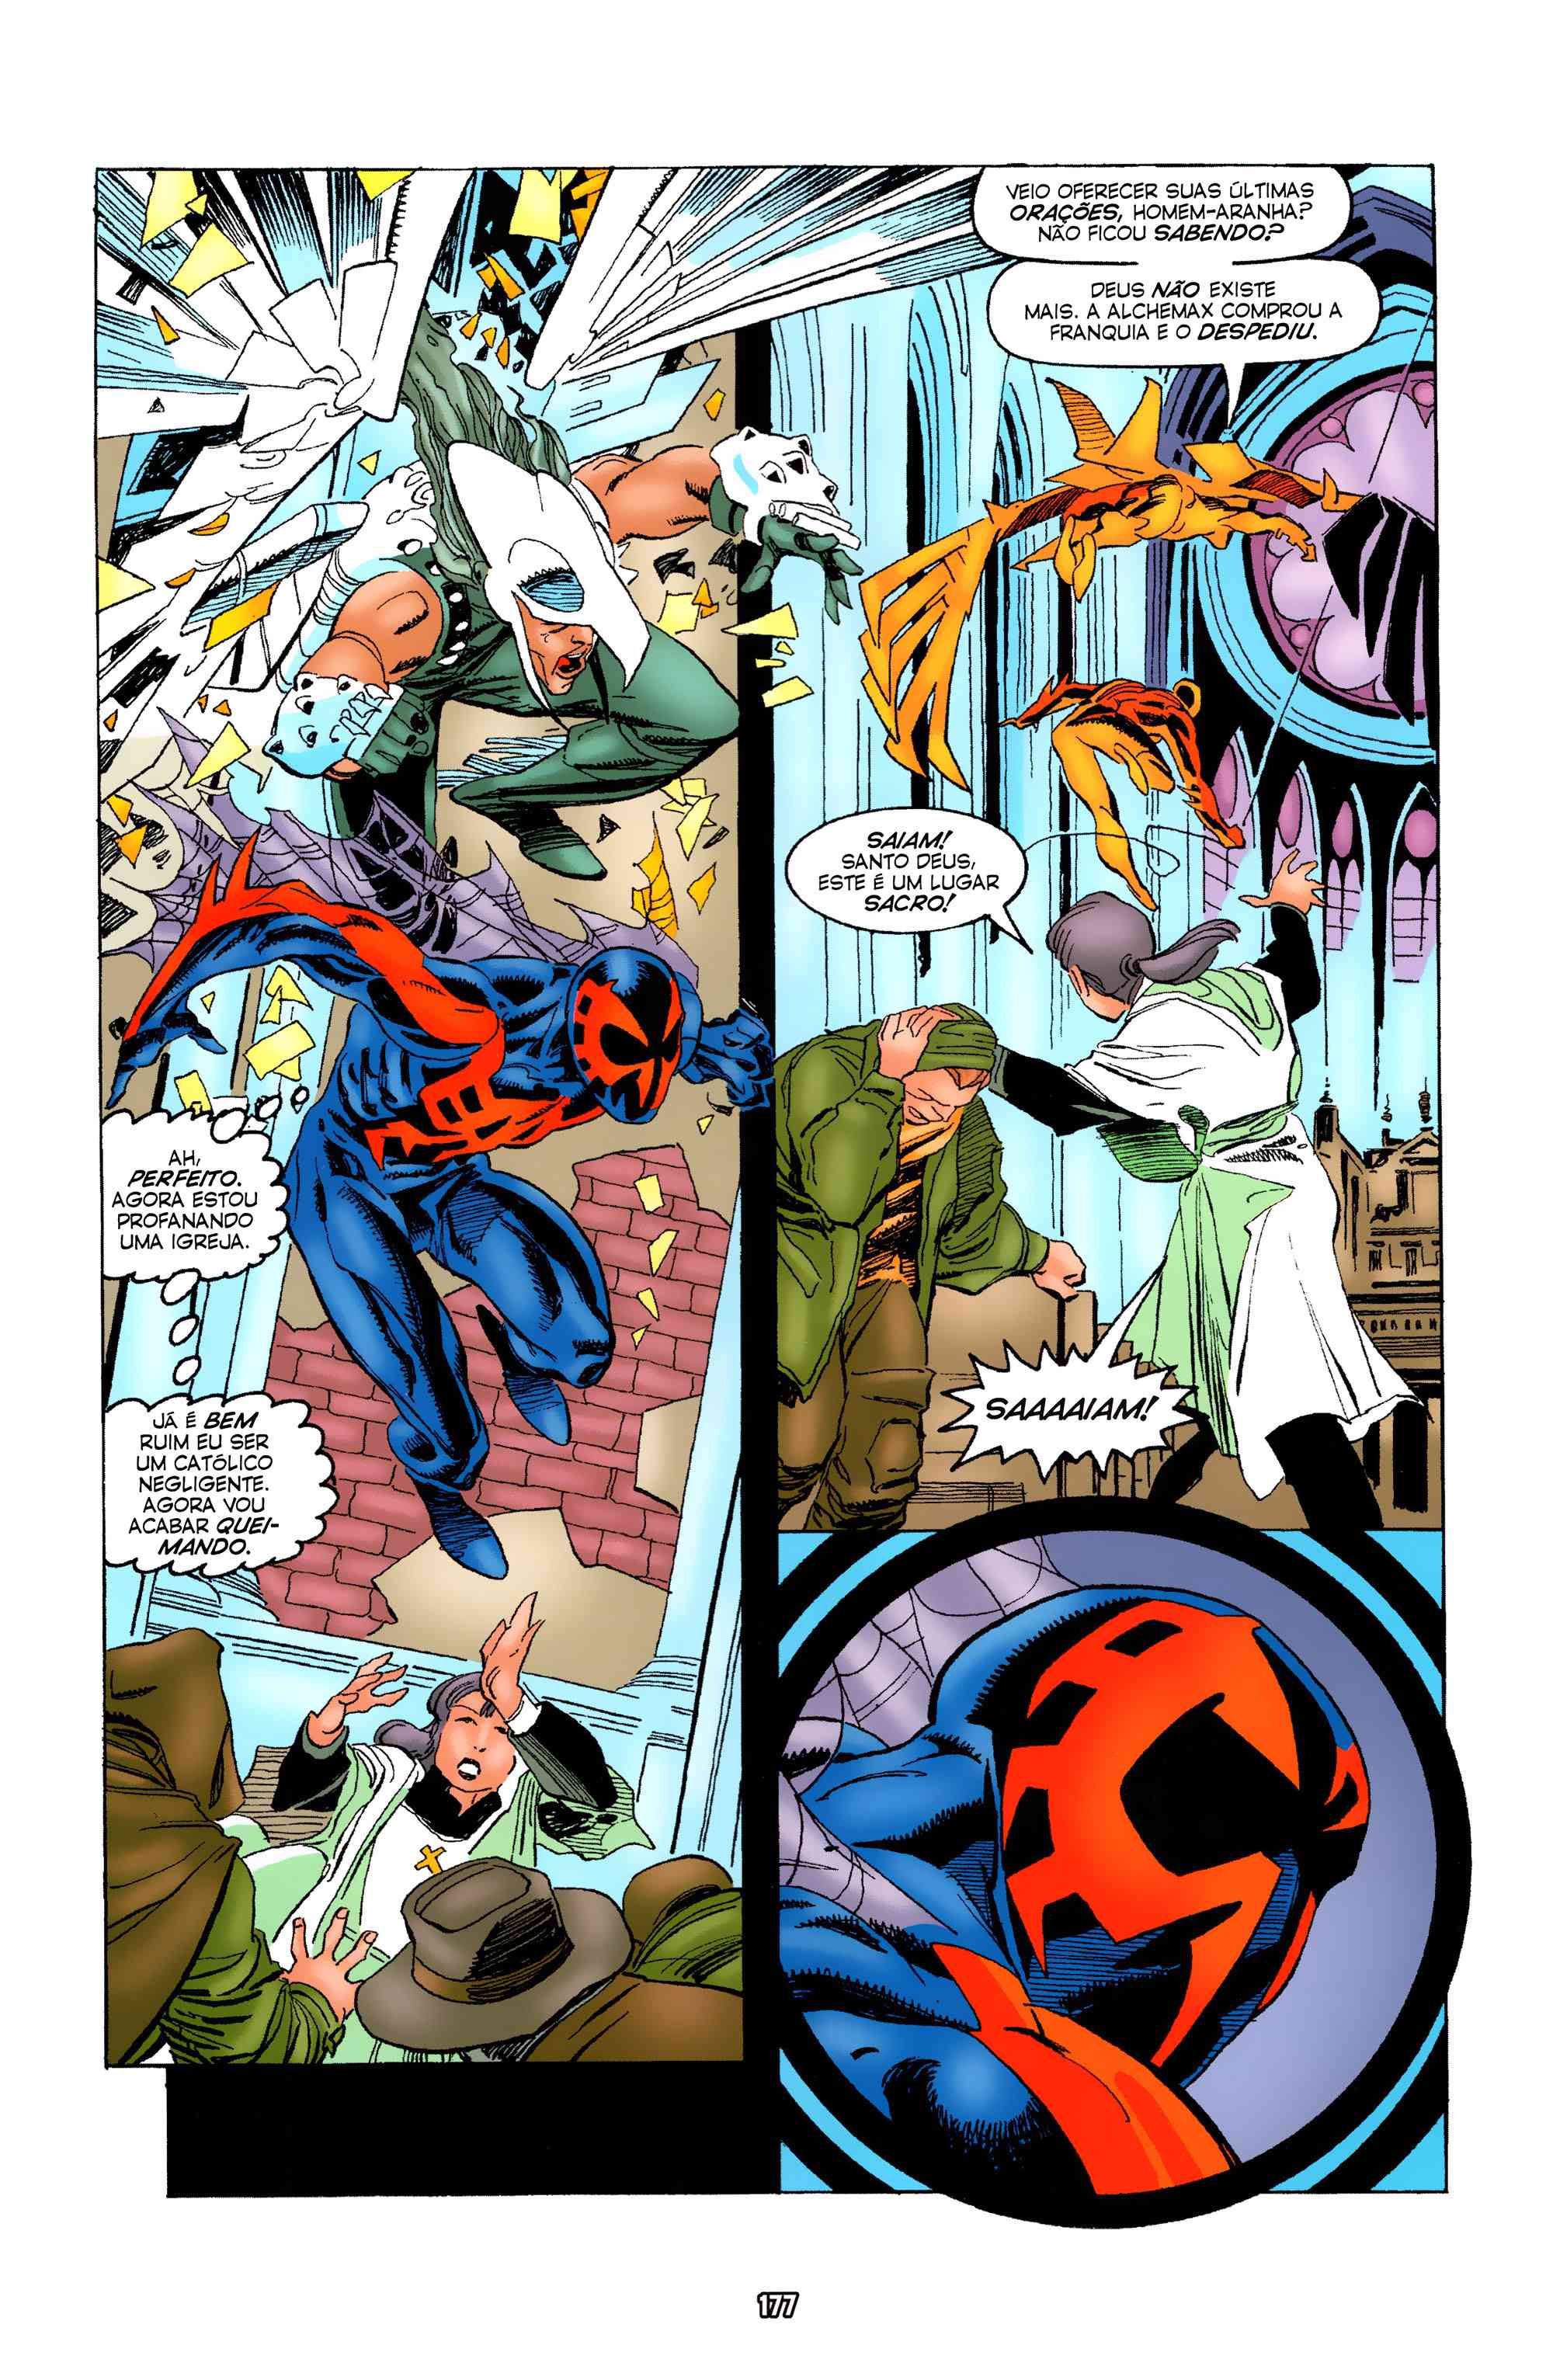 AH,
PERFEITO.
AGORA ESTOU
PROFANANDO
UMA IGREJA.
JÁ É BEM
RUIM EU SER
UM CATÓLICO
NEGLIGENTE.
AGORA VOU
ACABAR QUEI-
MANDO.
VEIO OFERECER SUAS ÚLTIMAS
ORAÇÕES, HOMEM-ARANHA?
NÃO FICOU SABENDO?
DEUS NÃO EXISTE
MAIS. A ALCHEMAX COMPROU A
FRANQUIA E O DESPEDIU.
SAIAM!
SANTO DEUS,
ESTE É UM LUGAR
SACRO!
SAAAAIAM!
177